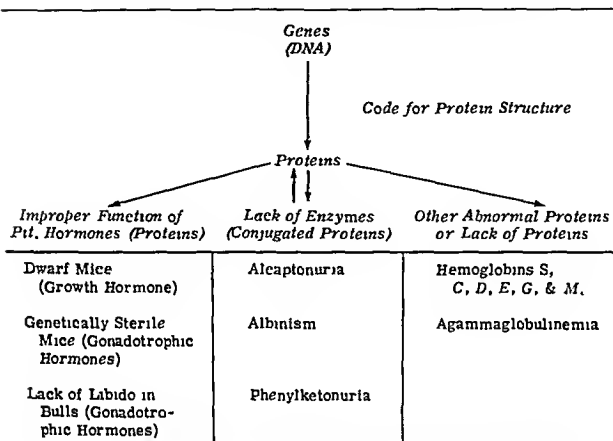 Genes
(DNA)
Code for Protein Structure
Proteins
Improper Function of
Pit. Hormones (Proteins)
Lack of Enzymes
(Conjugated Proteins)
Other Abnormal Proteins
or Lack of Proteins
Dwarf Mice
(Growth Hormone)
Alcaptonuria
Hemoglobins S,
C, D, E, G, & M.
Genetically Sterile
Mice (Gonadotrophic
Hormones)
Albinism
Agammaglobulinemia
Lack of Libido in
Bulls (Gonadotro-
phic Hormones)
Phenylketonuria